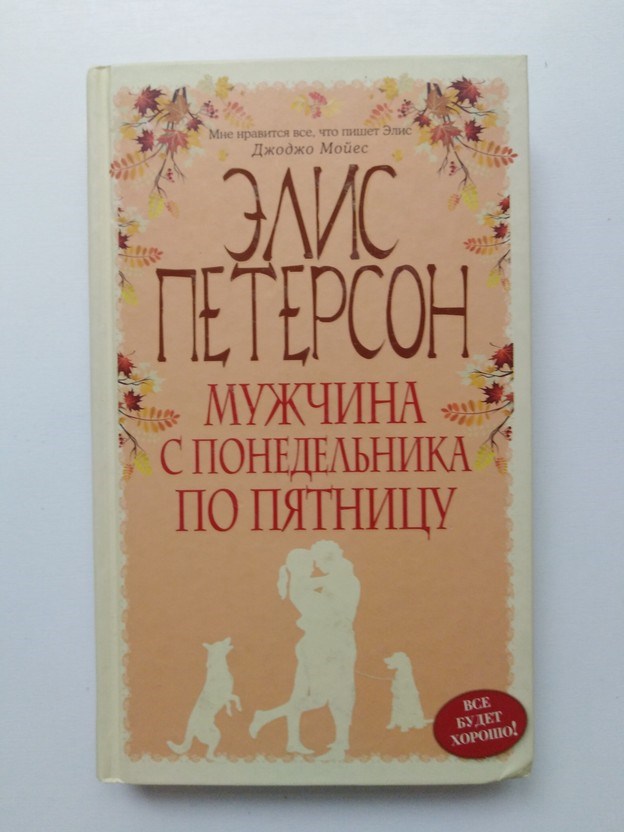 Мне нравится все, что пишет Элис
Джоджо Мойес
ЭЛИС
ПЕТЕРСОН
МУЖЧИНА
С ПОНЕДЕЛЬНИКА
ПО ПЯТНИЦУ
ВСЕ
БУДЕТ
ХОРОШО!